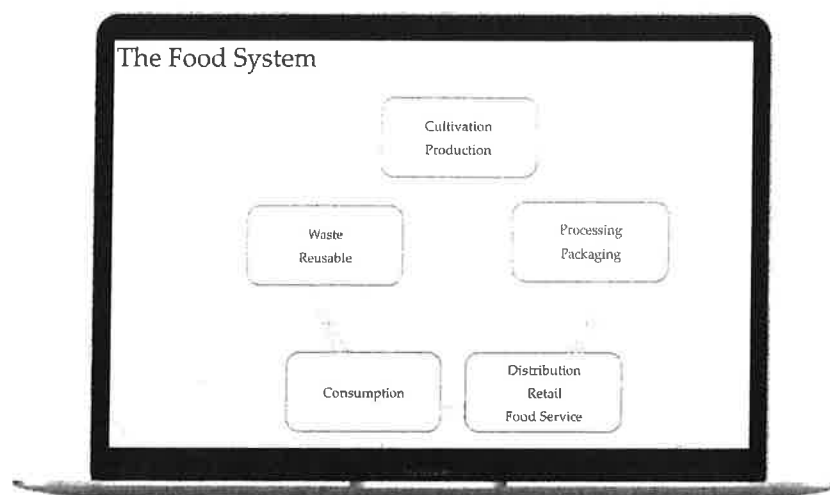 The Food System
Cultivation
Production
Waste
Reusable
Processing
Packaging
Consumption
Distribution
Retail
Food Service